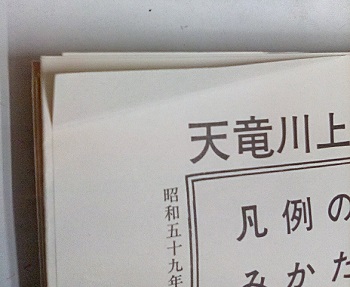 天竜川上
昭和五十九年
凡例の
みかた